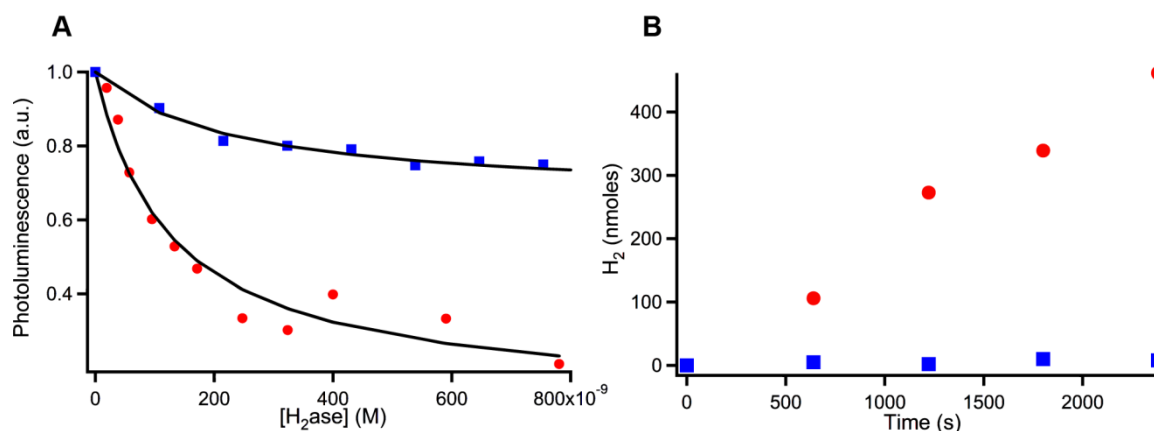 A
Photoluminescence (a.u.)
1.0
0.8
0.6
0.4
0
200
400
600
800x10⁻⁹
[H₂ase] (M)
B
H₂ (nmoles)
400
300
200
100
0
0
500
1000
1500
2000
Time (s)